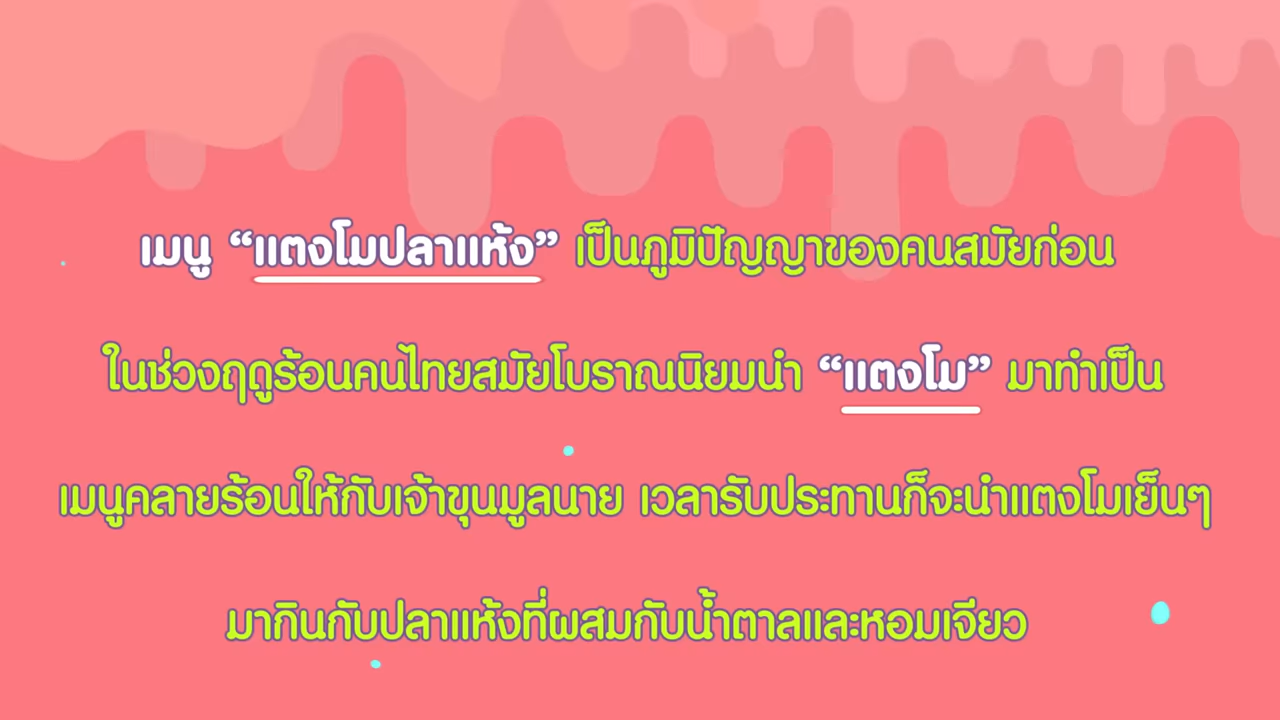 เมนู “แตงโมปลาแห้ง” เป็นภูมิปัญญาของคนสมัยก่อน
ในช่วงฤดูร้อนคนไทยสมัยโบราณนิยมนำ “แตงโม” มาทำเป็น
เมนูคลายร้อนให้กับเจ้าขุนมูลนาย เวลารับประทานก็จะนำแตงโมเย็นๆ
มากินกับปลาแห้งที่ผสมกับน้ำตาลและหอมเจียว